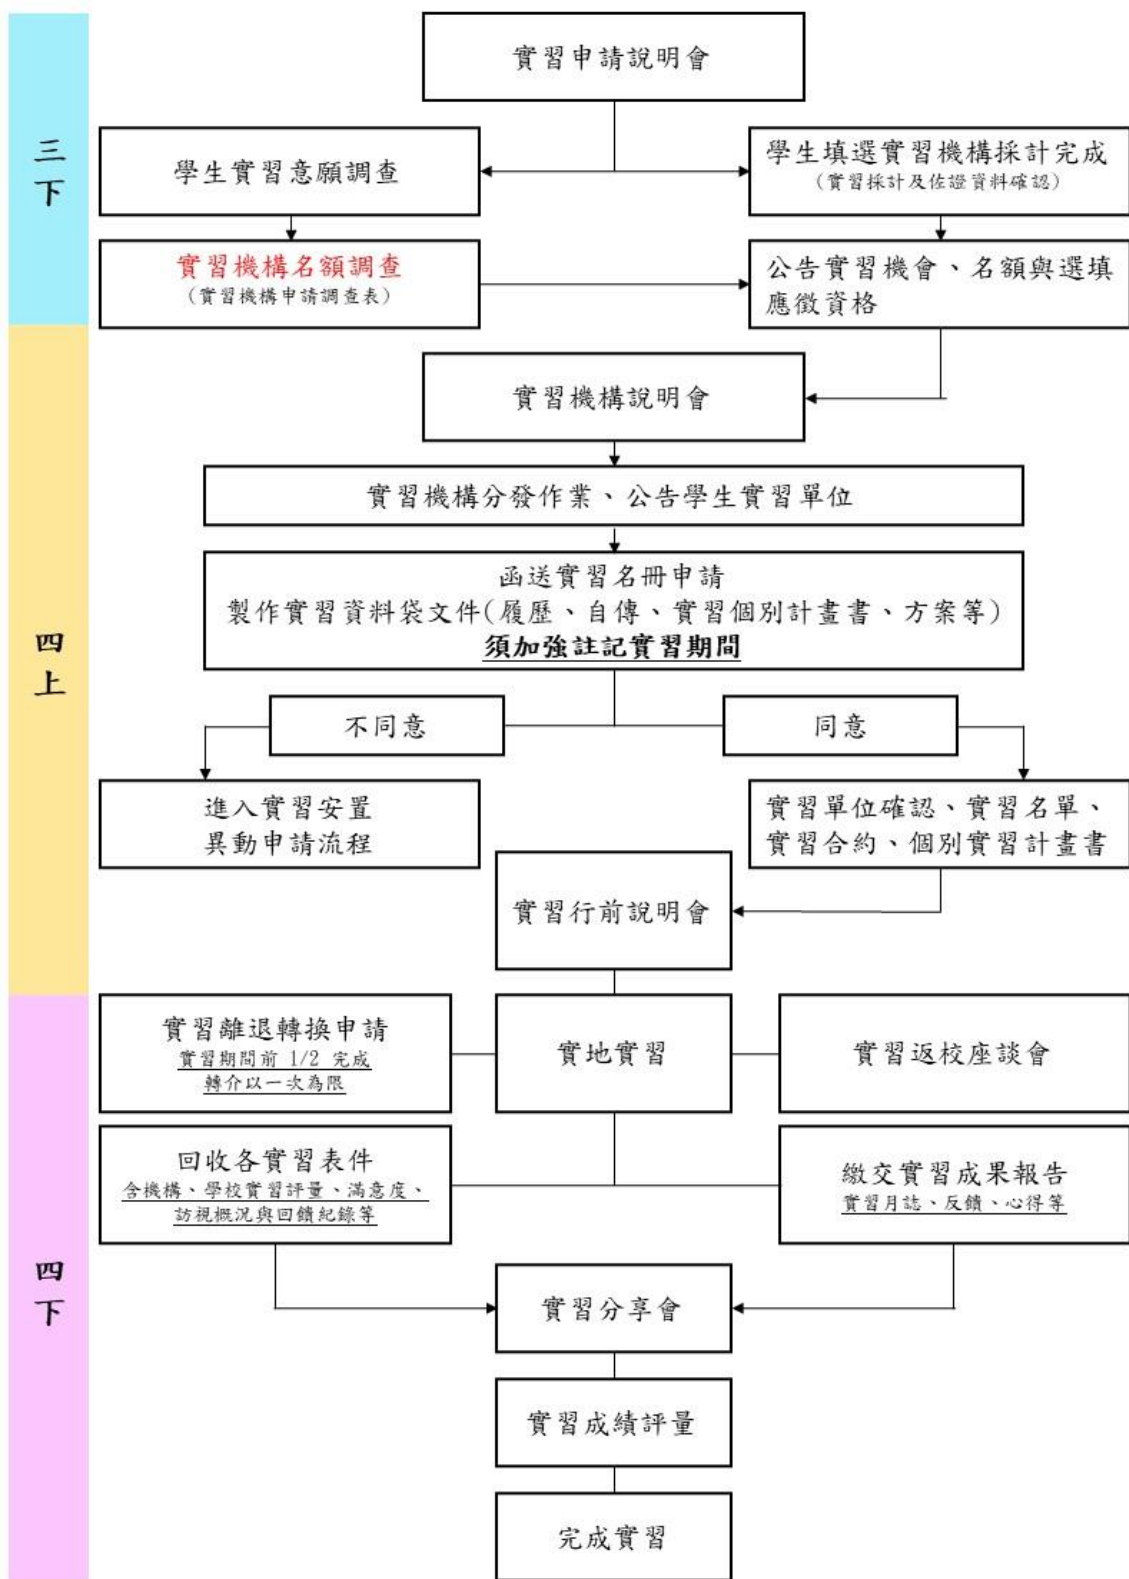 三
下
實習申請說明會
學生實習意願調查
學生填選實習機構採計完成
(實習採計及佐證資料確認)
實習機構名額調查
(實習機構申請調查表)
公告實習機會、名額與選填
應徵資格
四
上
實習機構說明會
實習機構分發作業、公告學生實習單位
函送實習名冊申請
製作實習資料袋文件(履歷、自傳、實習個別計畫書、方案等)
須加強註記實習期間
不同意
同意
進入實習安置
異動申請流程
實習單位確認、實習名單、
實習合約、個別實習計畫書
實習行前說明會
四
下
實習離退轉換申請
實習期間前 1/2 完成
轉介以一次為限
實地實習
實習返校座談會
回收各實習表件
含機構、學校實習評量、滿意度、
訪視概況與回饋紀錄等
繳交實習成果報告
實習月誌、反饋、心得等
實習分享會
實習成績評量
完成實習